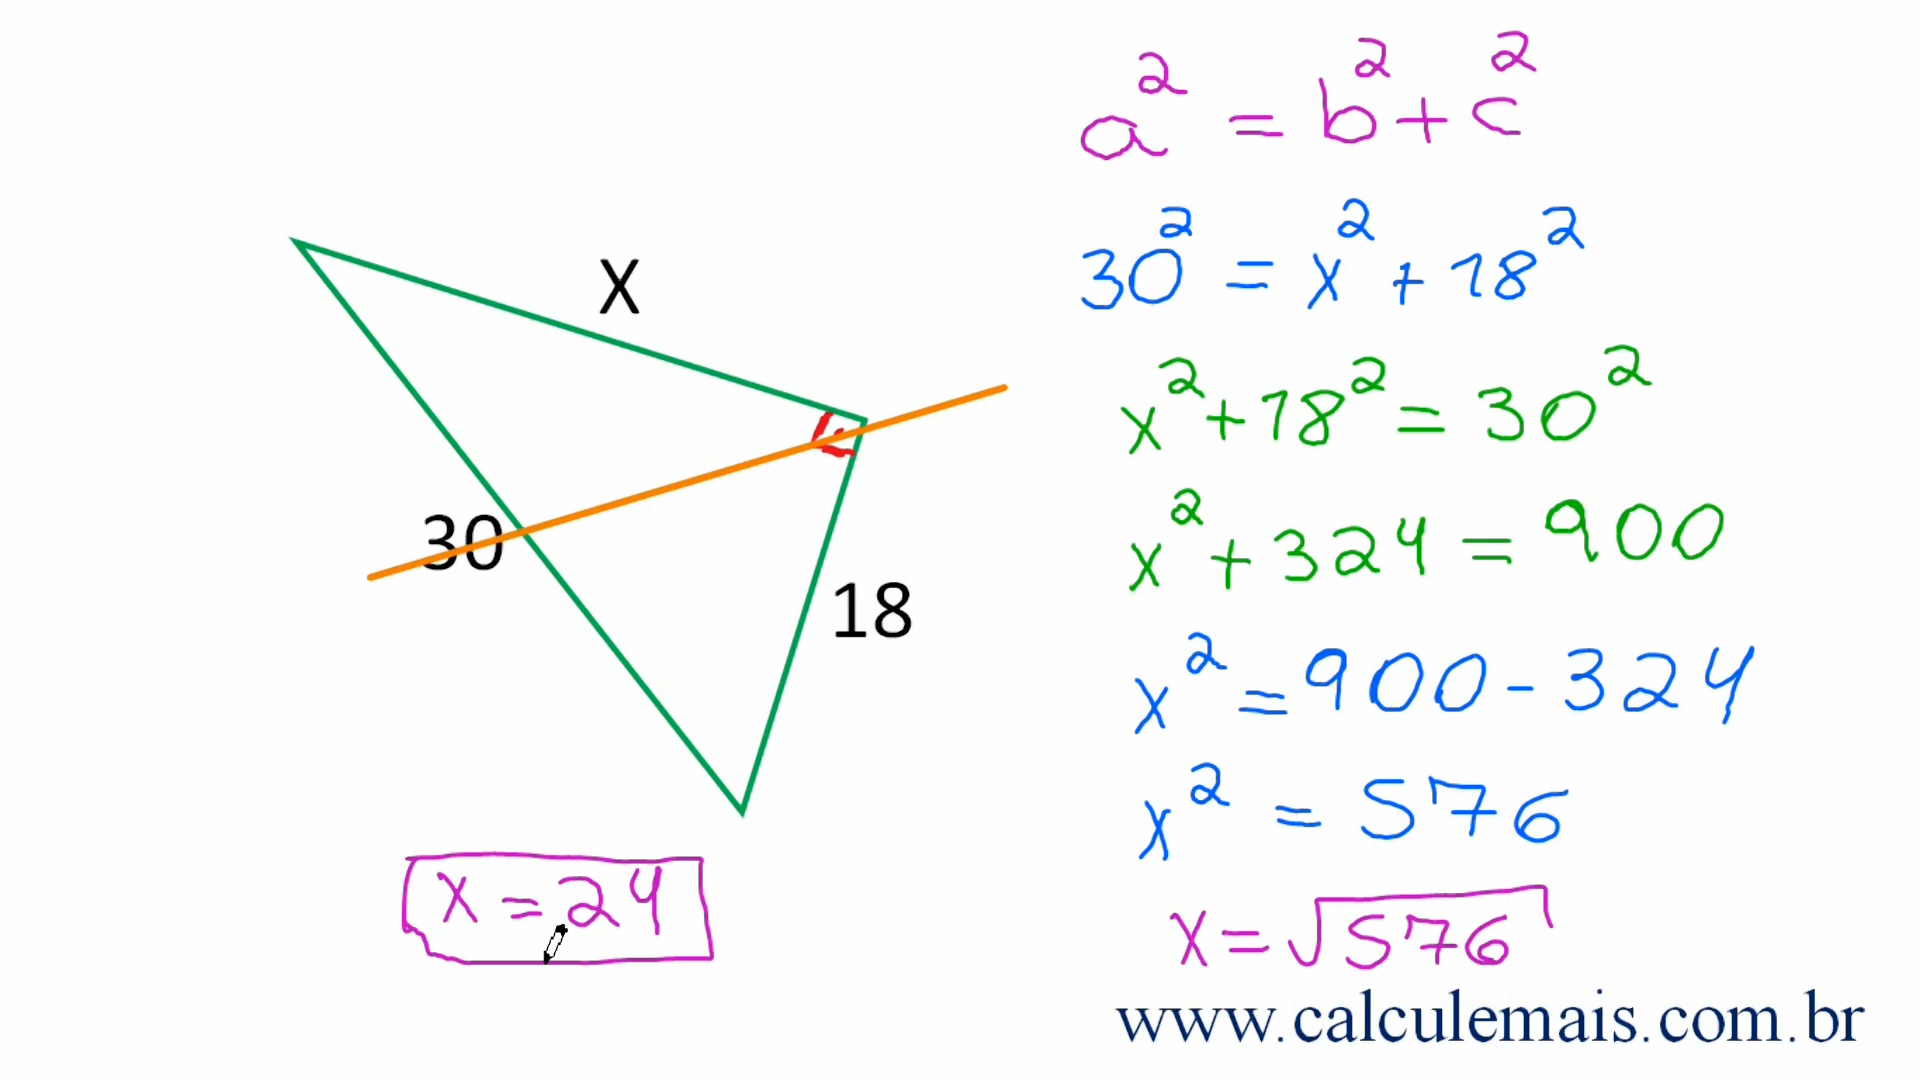 a² = b² + c²
30² = x² + 18²
X
x² + 18² = 30²
30
x² + 324 = 900
18
x² = 900 - 324
x² = 576
x = 24
x = √576
www.calculemais.com.br